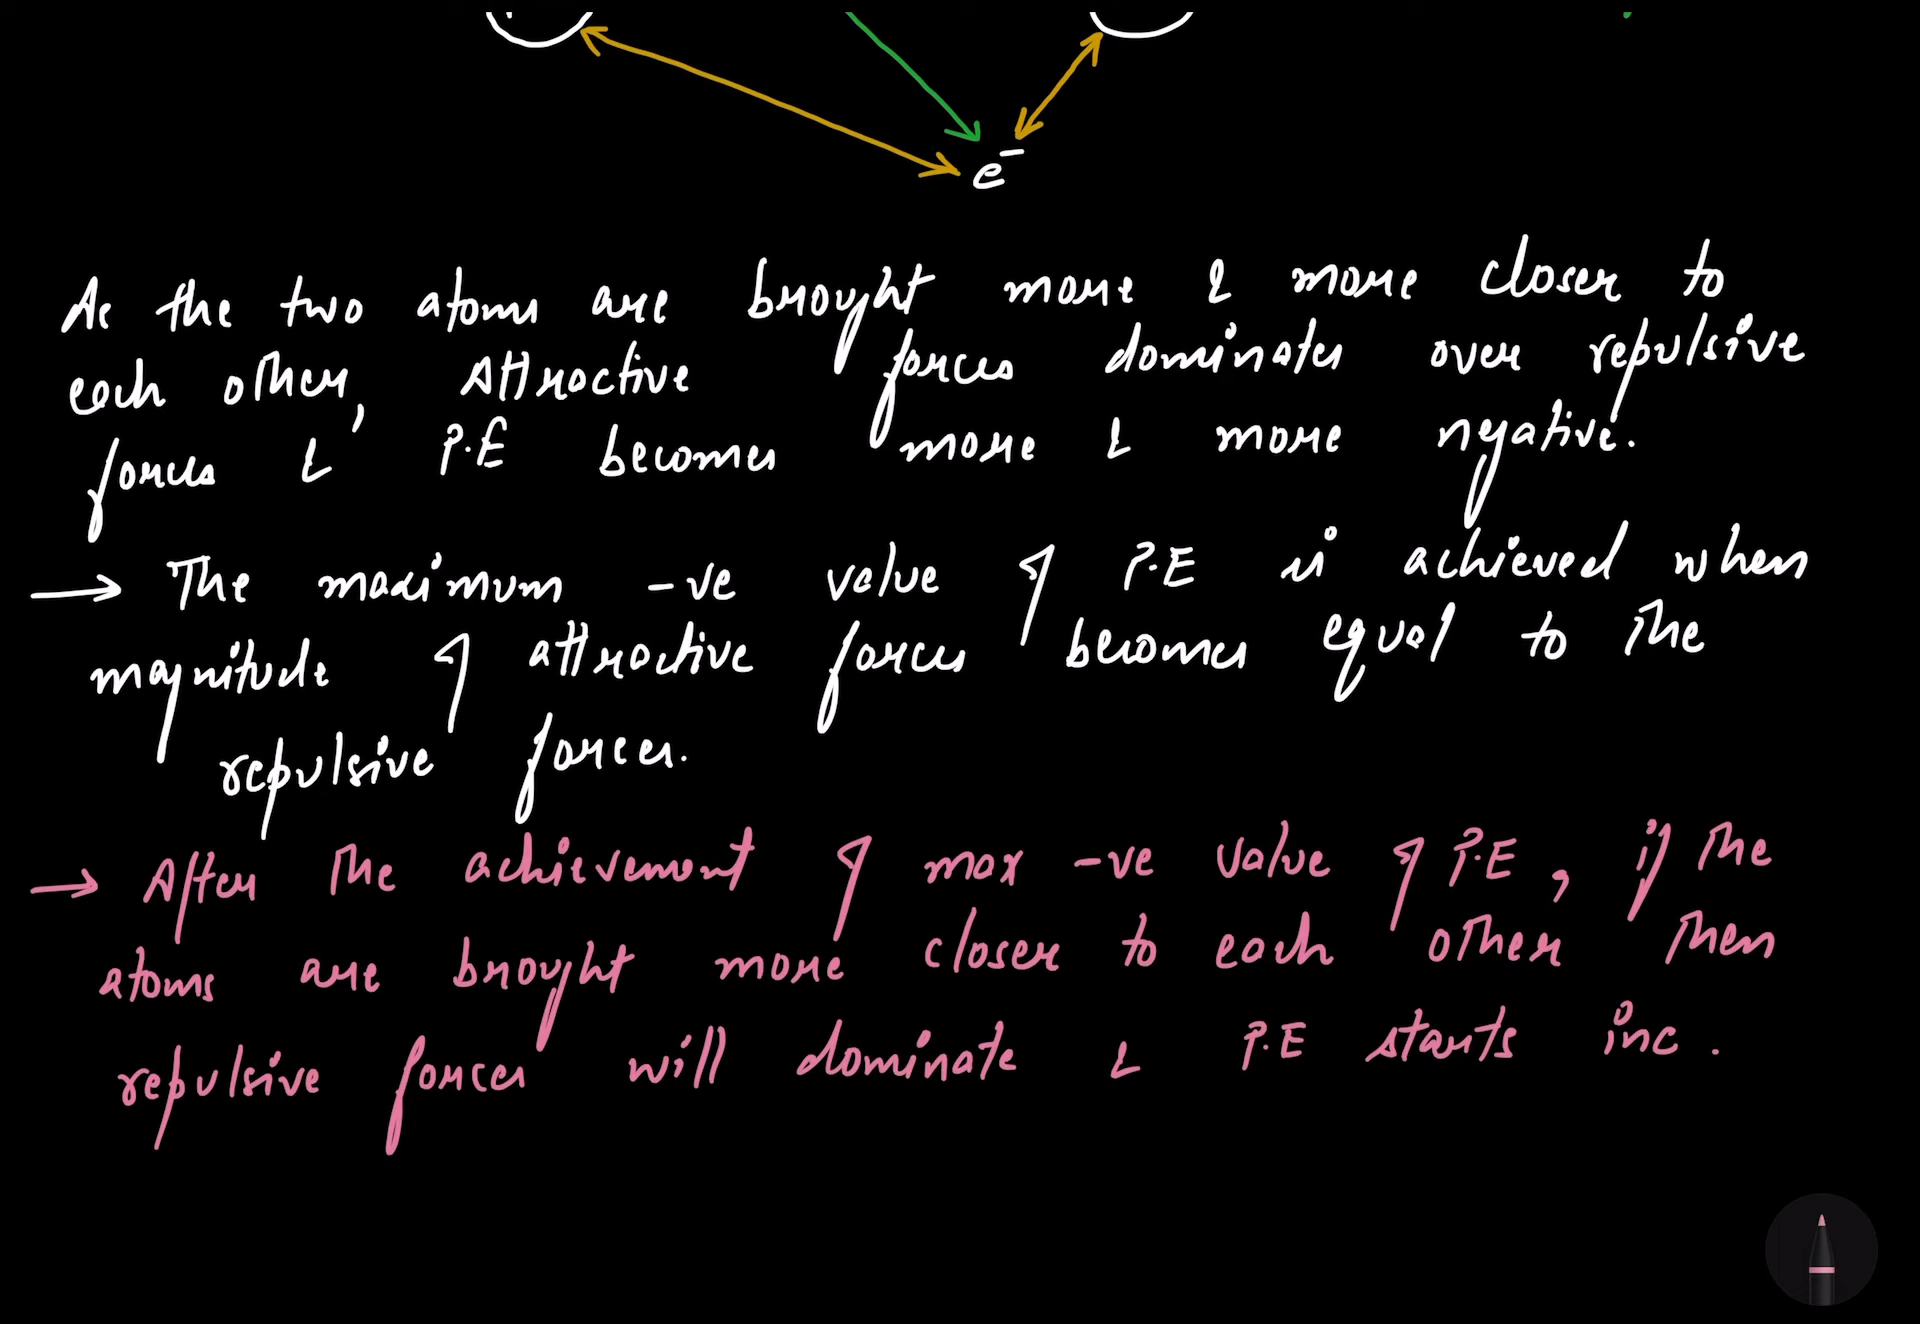 e⁻
As the two atoms are brought more & more closer to
each other, Attractive forces dominates over repulsive
forces & P.E becomes more & more negative.
→ The maximum -ve value of P.E is achieved when
magnitude of attractive forces becomes equal to the
repulsive forces.
→ After the achievement of max -ve value of P.E, if the
atoms are brought more closer to each other then
repulsive forces will dominate & P.E starts inc.